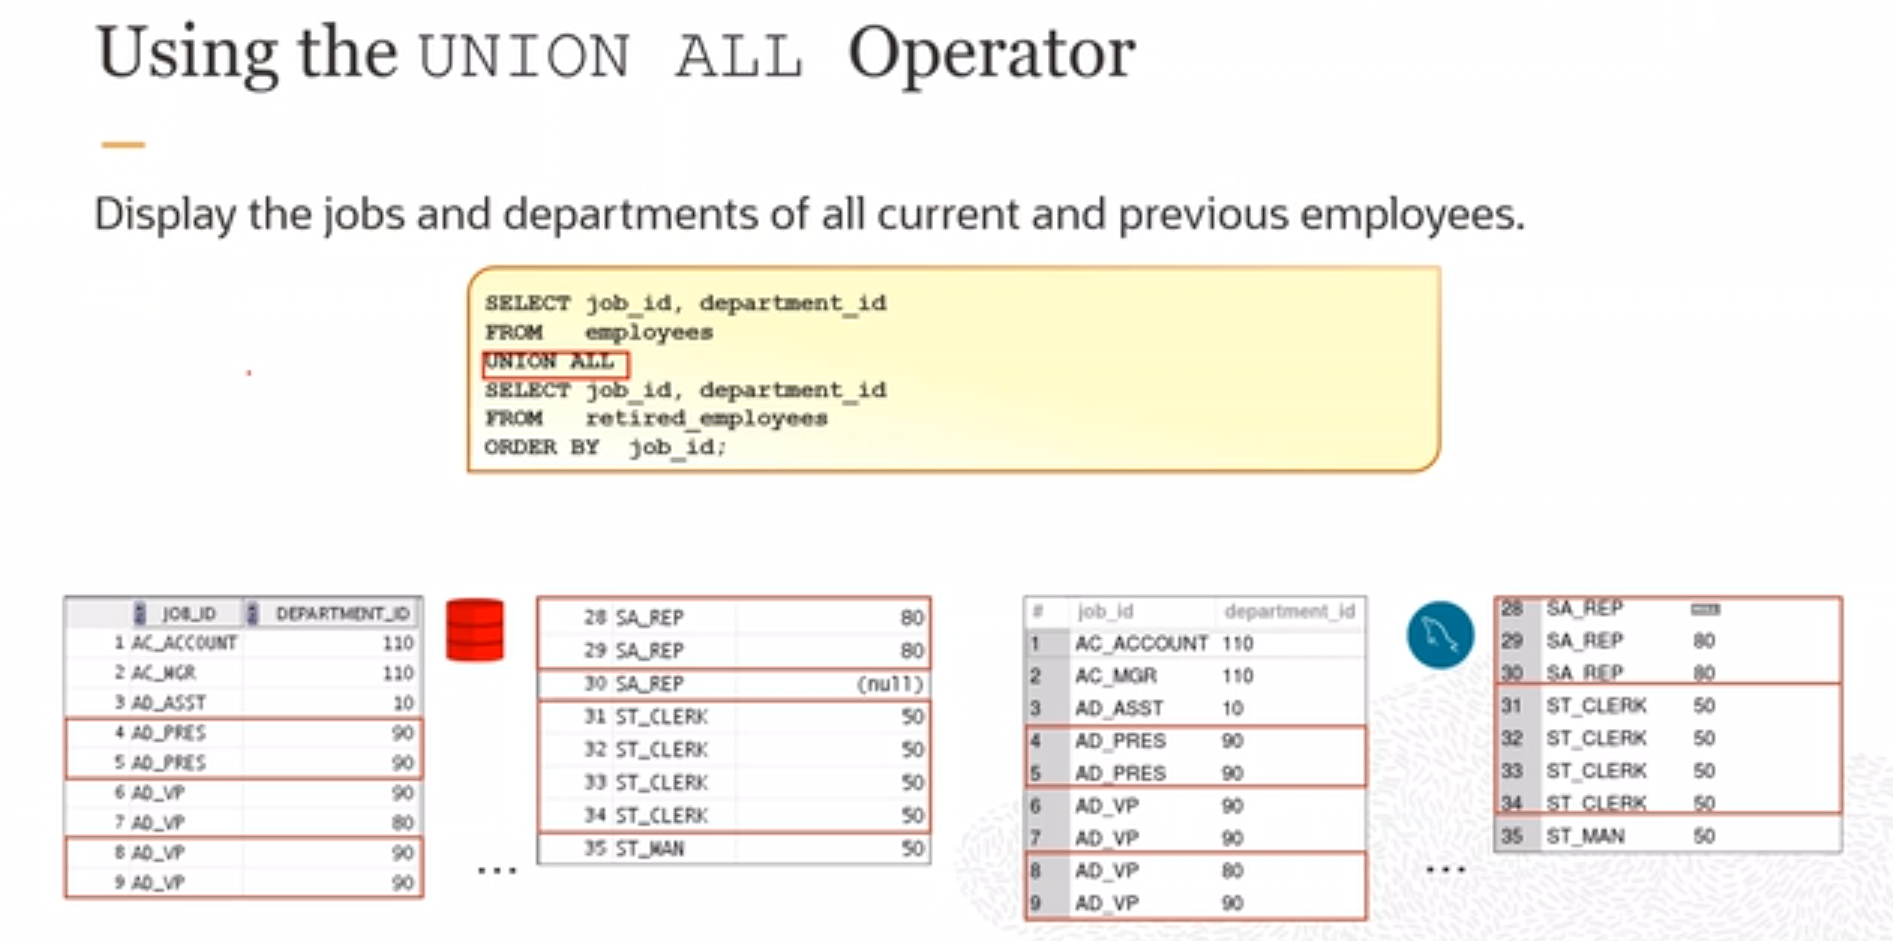 Using the UNION ALL Operator
Display the jobs and departments of all current and previous employees.
SELECT job_id, department_id
FROM employees
UNION ALL
SELECT job_id, department_id
FROM retired_employees
ORDER BY job_id;
JOB_ID DEPARTMENT_ID
1 AC_ACCOUNT 110
2 AC_MGR 110
3 AD_ASST 10
4 AD_PRES 90
5 AD_PRES 90
6 AD_VP 90
7 AD_VP 80
8 AD_VP 90
9 AD_VP 90
...
28 SA_REP 80
29 SA_REP 80
30 SA_REP (null)
31 ST_CLERK 50
32 ST_CLERK 50
33 ST_CLERK 50
34 ST_CLERK 50
35 ST_MAN 50
# job_id department_id
1 AC_ACCOUNT 110
2 AC_MGR 110
3 AD_ASST 10
4 AD_PRES 90
5 AD_PRES 90
6 AD_VP 90
7 AD_VP 90
8 AD_VP 80
9 AD_VP 90
...
28 SA_REP
29 SA_REP 80
30 SA_REP 80
31 ST_CLERK 50
32 ST_CLERK 50
33 ST_CLERK 50
34 ST_CLERK 50
35 ST_MAN 50